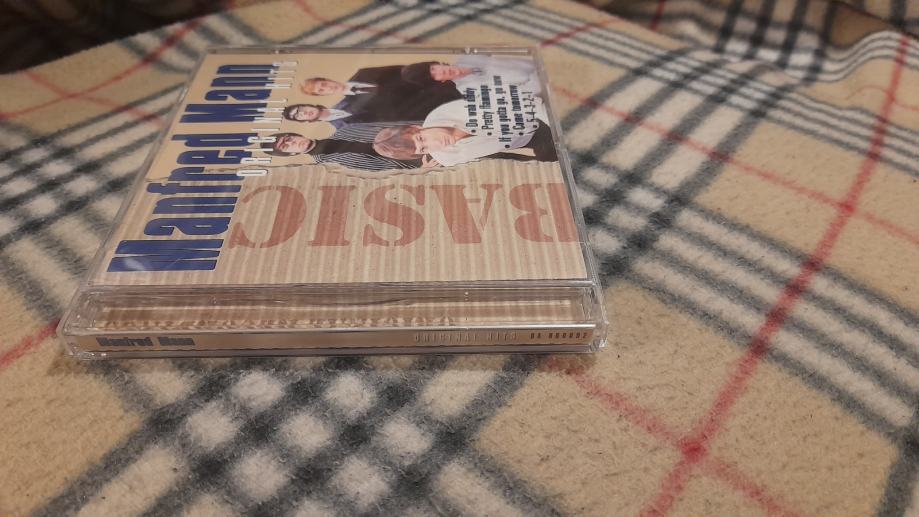 Manfred Mann
ORIGINAL HITS
• Do wah diddy
• Pretty flamingo
• If you gotta go, go now
• Come tomorrow
• 5-4-3-2-1
BASIC
Manfred Mann
ORIGINAL HITS